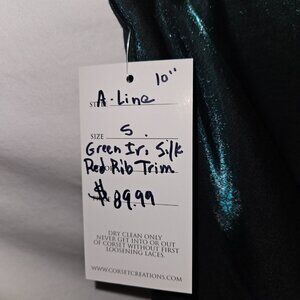 10"
STYLE A-Line
SIZE S.
Green Ir. Silk
Red Rib Trim
$89.99
DRY CLEAN ONLY
NEVER GET INTO OR OUT
OF CORSET WITHOUT FIRST
LOOSENING LACES.
WWW.CORSETCREATIONS.COM